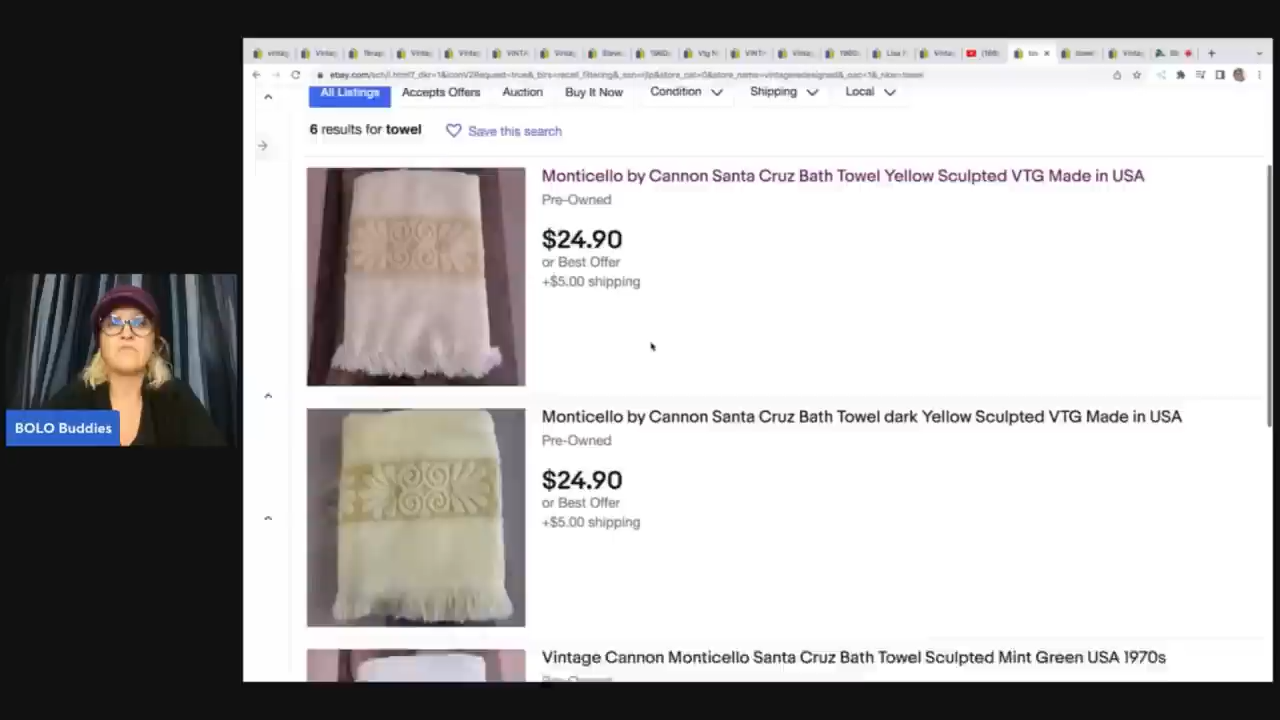 All Listings Accepts Offers Auction Buy It Now Condition Shipping Local
6 results for towel Save this search
Monticello by Cannon Santa Cruz Bath Towel Yellow Sculpted VTG Made in USA
Pre-Owned
$24.90
or Best Offer
+$5.00 shipping
Monticello by Cannon Santa Cruz Bath Towel dark Yellow Sculpted VTG Made in USA
Pre-Owned
$24.90
or Best Offer
+$5.00 shipping
Vintage Cannon Monticello Santa Cruz Bath Towel Sculpted Mint Green USA 1970s
BOLO Buddies